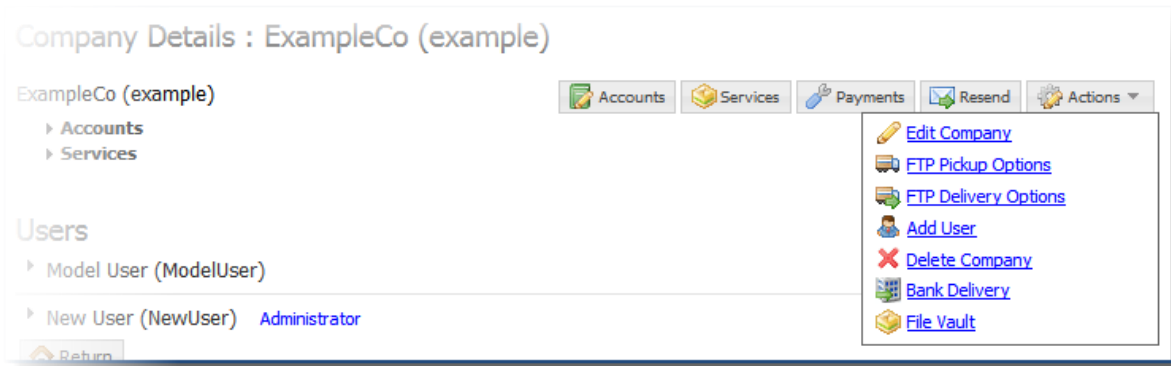 Company Details : ExampleCo (example)
ExampleCo (example)
Accounts Services Payments Resend Actions
Accounts
Services
Edit Company
FTP Pickup Options
FTP Delivery Options
Add User
Delete Company
Bank Delivery
File Vault
Users
Model User (ModelUser)
New User (NewUser) Administrator
Return